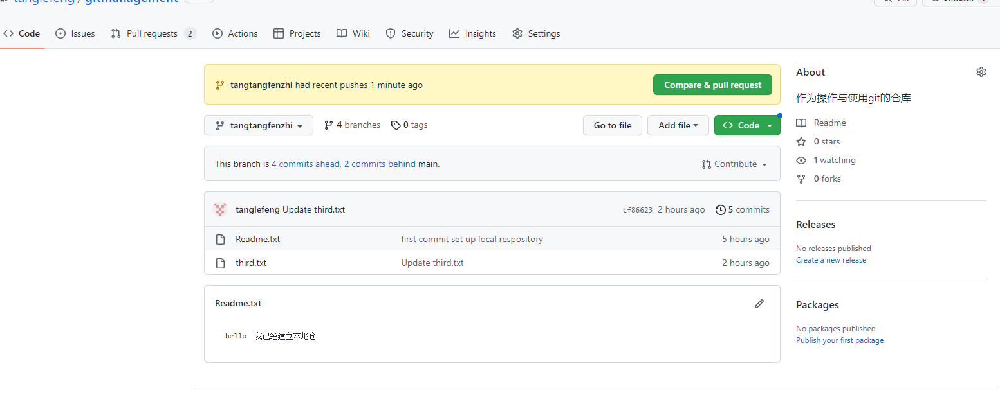 tanglefeng / gitmanagement
Code Issues Pull requests 2 Actions Projects Wiki Security Insights Settings
tangtangfenzhi had recent pushes 1 minute ago
Compare & pull request
tangtangfenzhi 4 branches 0 tags Go to file Add file Code
This branch is 4 commits ahead, 2 commits behind main.
Contribute
tanglefeng Update third.txt cf86623 2 hours ago 5 commits
Readme.txt first commit set up local respository 5 hours ago
third.txt Update third.txt 2 hours ago
Readme.txt
hello 我已经建立本地仓
About
作为操作与使用git的仓库
Readme
0 stars
1 watching
0 forks
Releases
No releases published
Create a new release
Packages
No packages published
Publish your first package